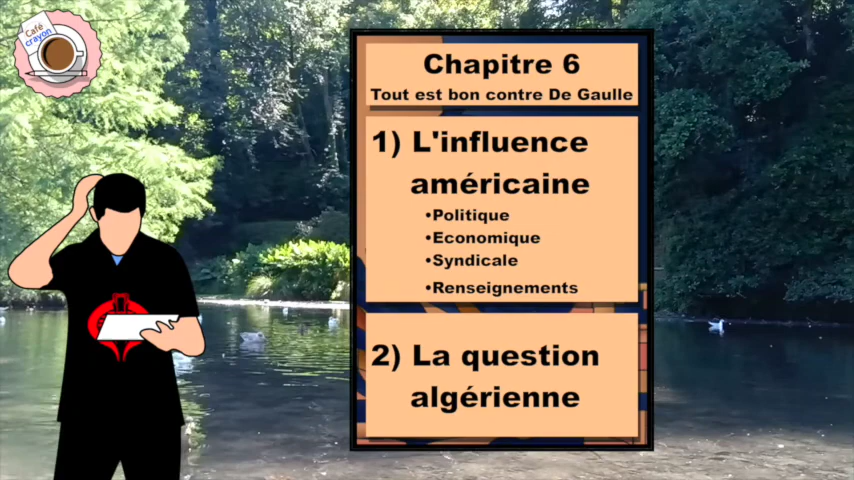 Café
crayon
Chapitre 6
Tout est bon contre De Gaulle
1) L'influence
américaine
•Politique
•Economique
•Syndicale
•Renseignements
2) La question
algérienne